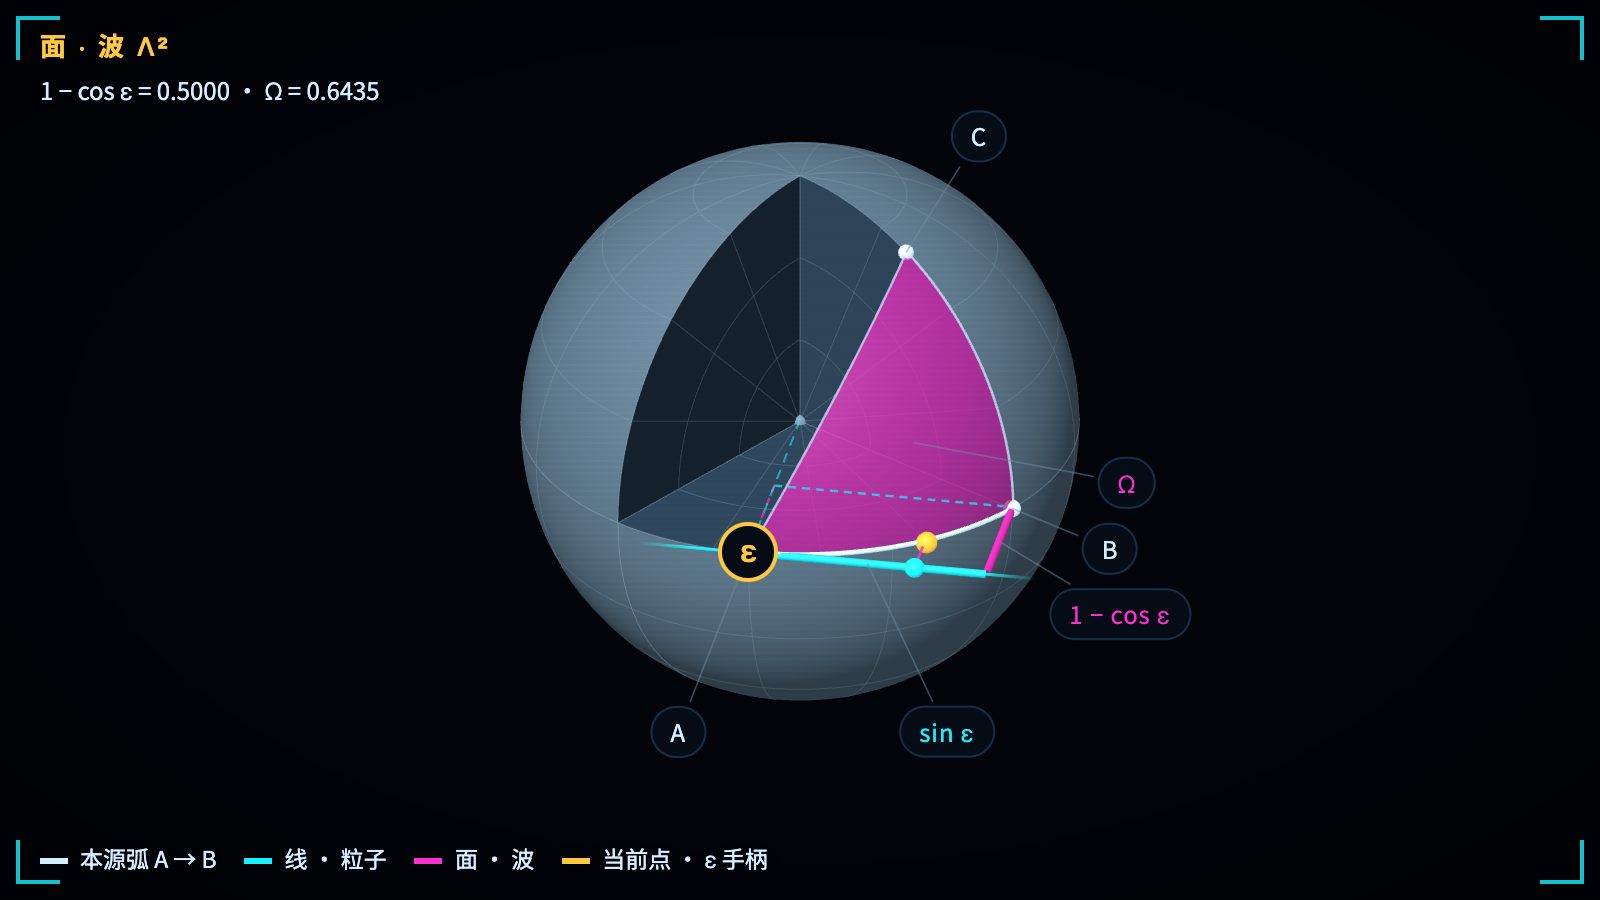 面 · 波 Λ²
1 − cos ε = 0.5000 · Ω = 0.6435
C
Ω
B
ε
1 − cos ε
A
sin ε
本源弧 A → B
线 · 粒子
面 · 波
当前点 · ε 手柄